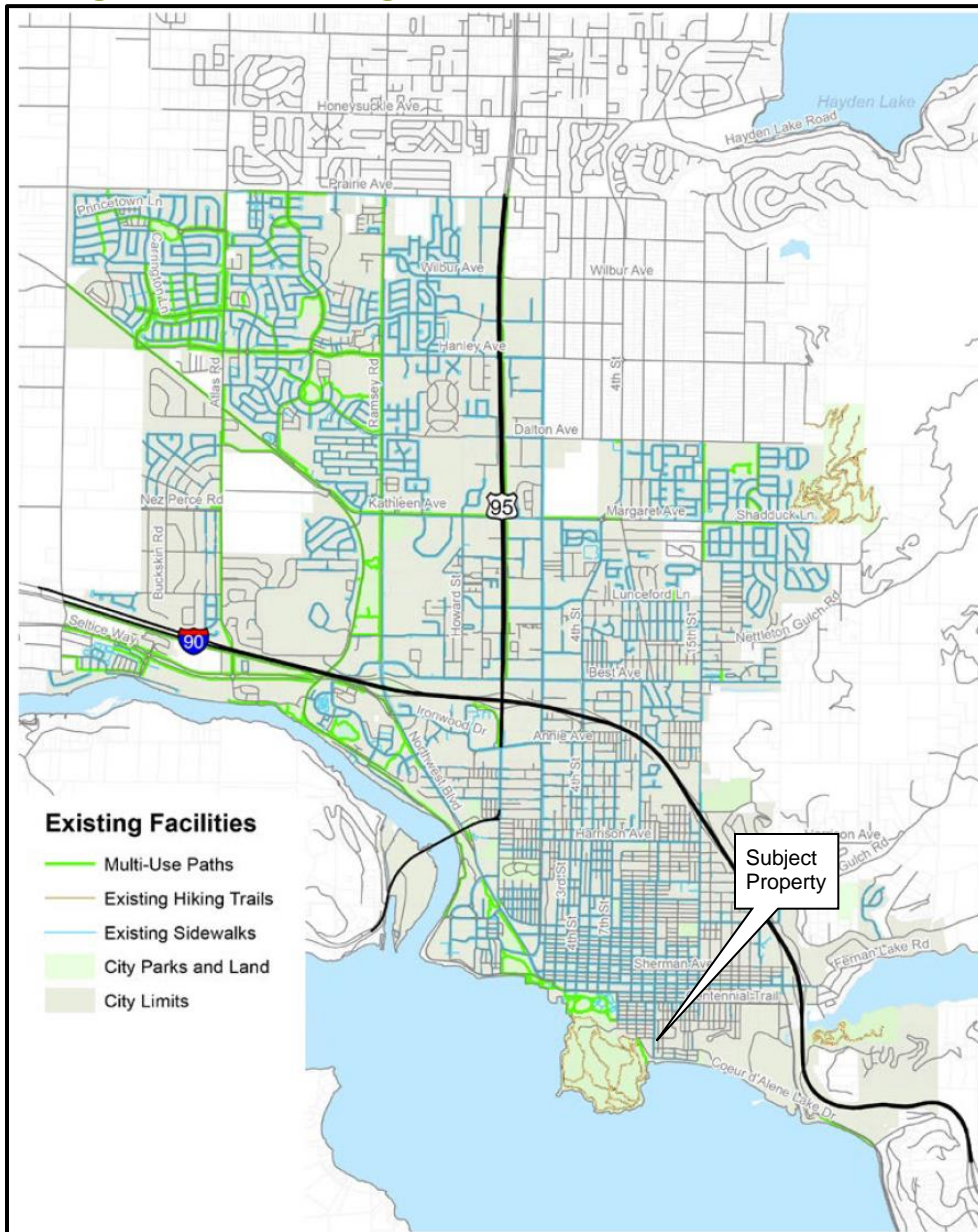 Honeysuckle Ave
Hayden Lake
Hayden Lake Road
Prairie Ave
Princetown Ln
Carrington Ln
Wilbur Ave
Wilbur Ave
Hanley Ave
Atlas Rd
Ramsey Rd
4th St
Dalton Ave
Nez Perce Rd
Kathleen Ave
95
Margaret Ave
Shadduck Ln
Buckskin Rd
Howard St
Lunceford Ln
4th St
15th St
Nettleton Gulch Rd
Seltice Way
90
Best Ave
Ironwood Dr
Annie Ave
Northwest Blvd
4th St
Existing Facilities
Multi-Use Paths
Existing Hiking Trails
Existing Sidewalks
City Parks and Land
City Limits
Harrison Ave
Subject
Property
Ave
Gulch Rd
3rd St
4th St
7th St
Sherman Ave
Fernan Lake Rd
Centennial Trail
Coeur d'Alene Lake Dr